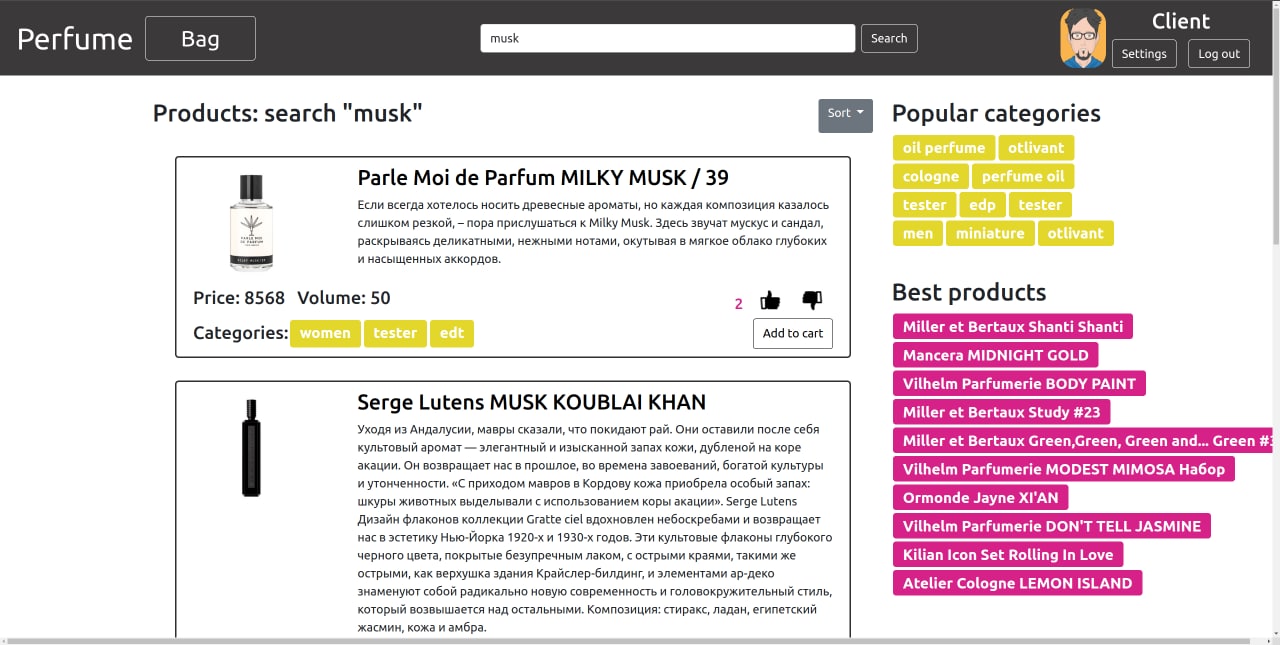 Perfume
Bag
musk
Search
Client
Settings
Log out
Products: search "musk"
Sort
Parle Moi de Parfum MILKY MUSK / 39
Если всегда хотелось носить древесные ароматы, но каждая композиция казалось
слишком резкой, – пора прислушаться к Milky Musk. Здесь звучат мускус и сандал,
раскрываясь деликатными, нежными нотами, окутывая в мягкое облако глубоких
и насыщенных аккордов.
PARLE MOI
DE PARFUM
Price: 8568 Volume: 50
2
Categories: women tester edt
Add to cart
Serge Lutens MUSK KOUBLAI KHAN
Уходя из Андалусии, мавры сказали, что покидают рай. Они оставили после себя
культовый аромат — элегантный и изысканной запах кожи, дубленой на коре
акации. Он возвращает нас в прошлое, во времена завоеваний, богатой культуры
и утонченности. «С приходом мавров в Кордову кожа приобрела особый запах:
шкуры животных выделывали с использованием коры акации». Serge Lutens
Дизайн флаконов коллекции Gratte ciel вдохновлен небоскребами и возвращает
нас в эстетику Нью-Йорка 1920-х и 1930-х годов. Эти культовые флаконы глубокого
черного цвета, покрытые безупречным лаком, с острыми краями, такими же
острыми, как верхушка здания Крайслер-билдинг, и элементами ар-деко
знаменуют собой радикально новую современность и головокружительный стиль,
который возвышается над остальными. Композиция: стиракс, ладан, египетский
жасмин, кожа и амбра.
Popular categories
oil perfume otlivant
cologne perfume oil
tester edp tester
men miniature otlivant
Best products
Miller et Bertaux Shanti Shanti
Mancera MIDNIGHT GOLD
Vilhelm Parfumerie BODY PAINT
Miller et Bertaux Study #23
Miller et Bertaux Green,Green, Green and... Green #
Vilhelm Parfumerie MODEST MIMOSA Набор
Ormonde Jayne XI'AN
Vilhelm Parfumerie DON'T TELL JASMINE
Kilian Icon Set Rolling In Love
Atelier Cologne LEMON ISLAND